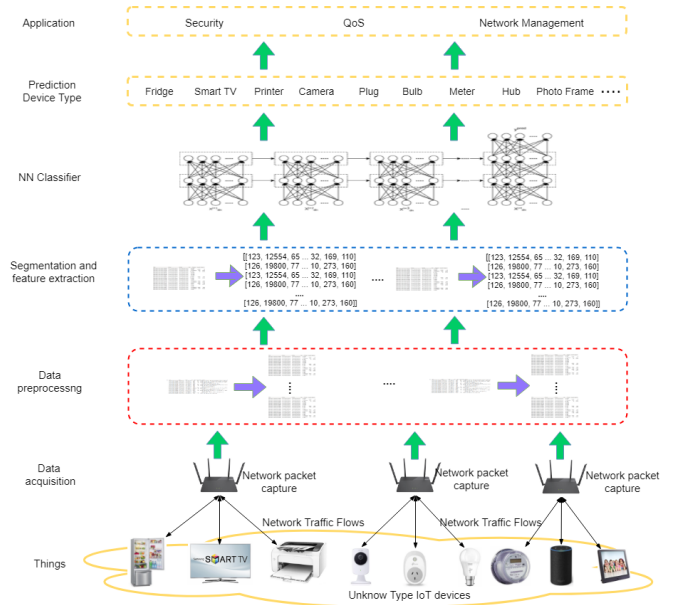 Application
Security QoS Network Management
Prediction
Device Type
Fridge Smart TV Printer Camera Plug Bulb Meter Hub Photo Frame ....
NN Classifier
Segmentation and
feature extraction
[[123, 12554, 65 ... 32, 169, 110]
[126, 19800, 77 ... 10, 273, 160]
[123, 12554, 65 ... 32, 169, 110]
[126, 19800, 77 ... 10, 273, 160]
....
[126, 19800, 77 ... 10, 273, 160]]
....
[[123, 12554, 65 ... 32, 169, 110]
[126, 19800, 77 ... 10, 273, 160]
[123, 12554, 65 ... 32, 169, 110]
[126, 19800, 77 ... 10, 273, 160]
....
[126, 19800, 77 ... 10, 273, 160]]
Data
preprocessng
....
Data
acquisition
Network packet
capture
Network packet
capture
Network packet
capture
Network Traffic Flows
Network Traffic Flows
Things
SMART TV
Unknow Type IoT devices